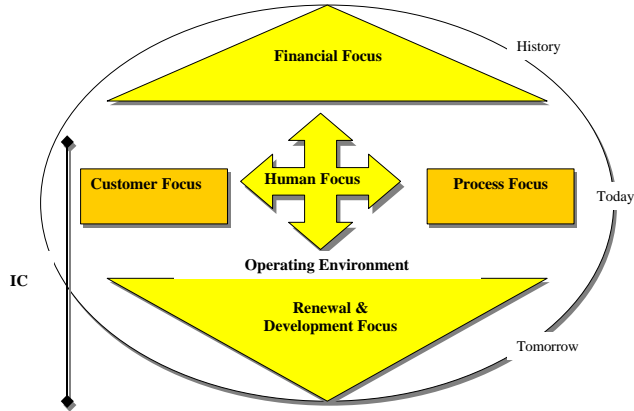 History
Financial Focus
Customer Focus
Human Focus
Process Focus
Today
Operating Environment
IC
Renewal &
Development Focus
Tomorrow